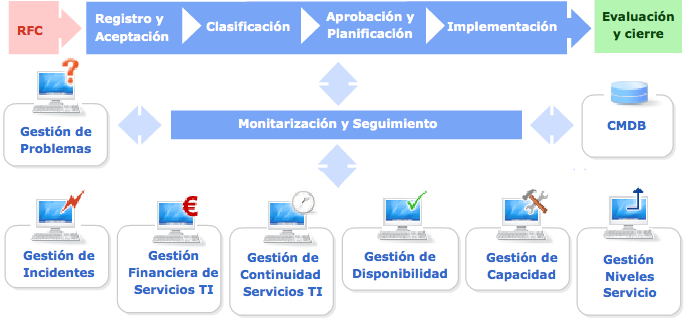 RFC
Registro y
Aceptación
Clasificación
Aprobación y
Planificación
Implementación
Evaluación
y cierre
?
Gestión de
Problemas
Monitarización y Seguimiento
CMDB
Gestión de
Incidentes
€
Gestión
Financiera de
Servicios TI
Gestión de
Continuidad
Servicios TI
Gestión de
Disponibilidad
Gestión de
Capacidad
Gestión
Niveles
Servicio